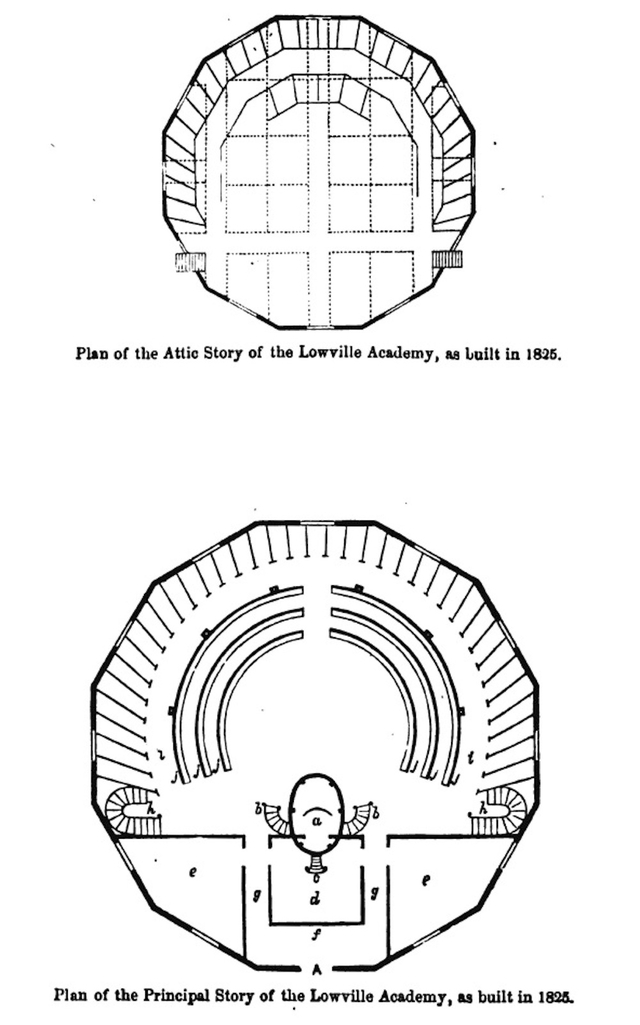 Plan of the Attic Story of the Lowville Academy, as built in 1825.
i i
j j j j j j
h h
b a b
e c e
g d g
f
A
Plan of the Principal Story of the Lowville Academy, as built in 1825.